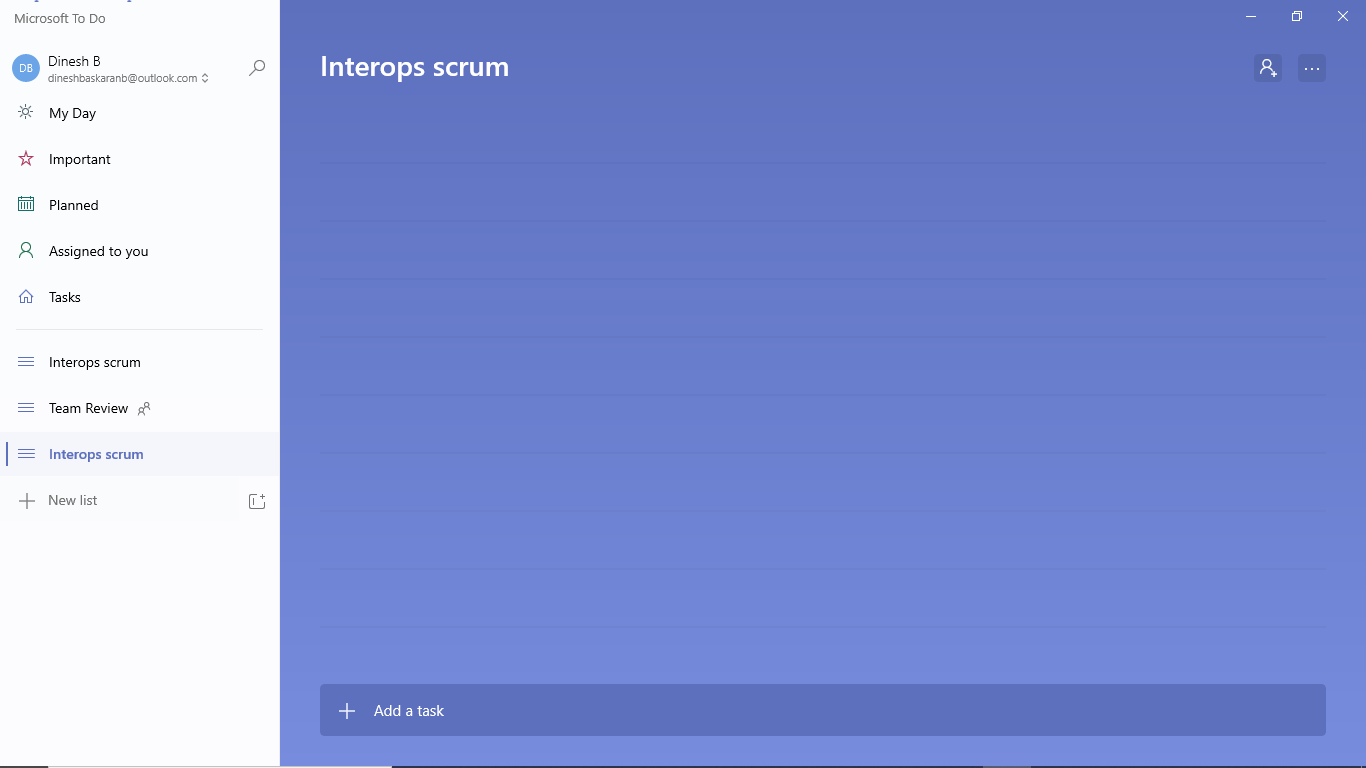 Microsoft To Do
DB
Dinesh B
dineshbaskaranb@outlook.com
My Day
Important
Planned
Assigned to you
Tasks
Interops scrum
Team Review
Interops scrum
New list
Interops scrum
Add a task